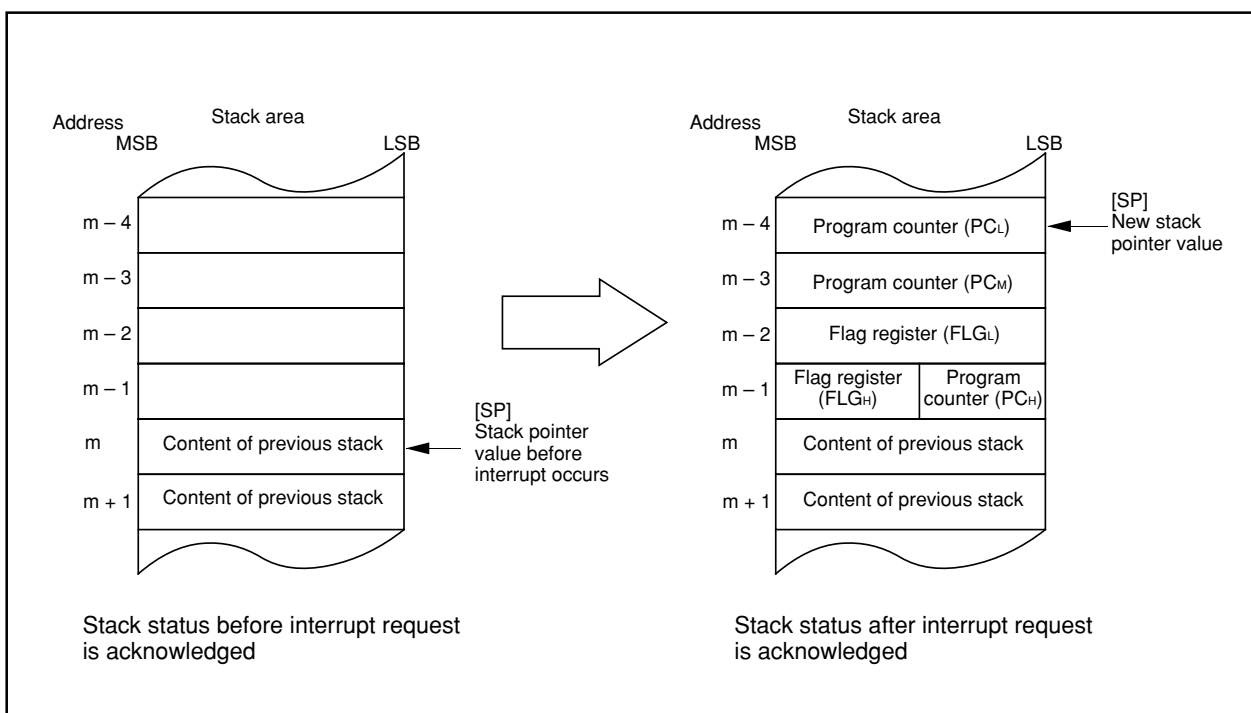 Address
MSB
Stack area
LSB
m – 4
m – 3
m – 2
m – 1
m
Content of previous stack
m + 1
Content of previous stack
[SP]
Stack pointer
value before
interrupt occurs
Stack status before interrupt request
is acknowledged
Address
MSB
Stack area
LSB
m – 4
Program counter (PCL)
m – 3
Program counter (PCM)
m – 2
Flag register (FLGL)
m – 1
Flag register
(FLGH)
Program
counter (PCH)
m
Content of previous stack
m + 1
Content of previous stack
[SP]
New stack
pointer value
Stack status after interrupt request
is acknowledged